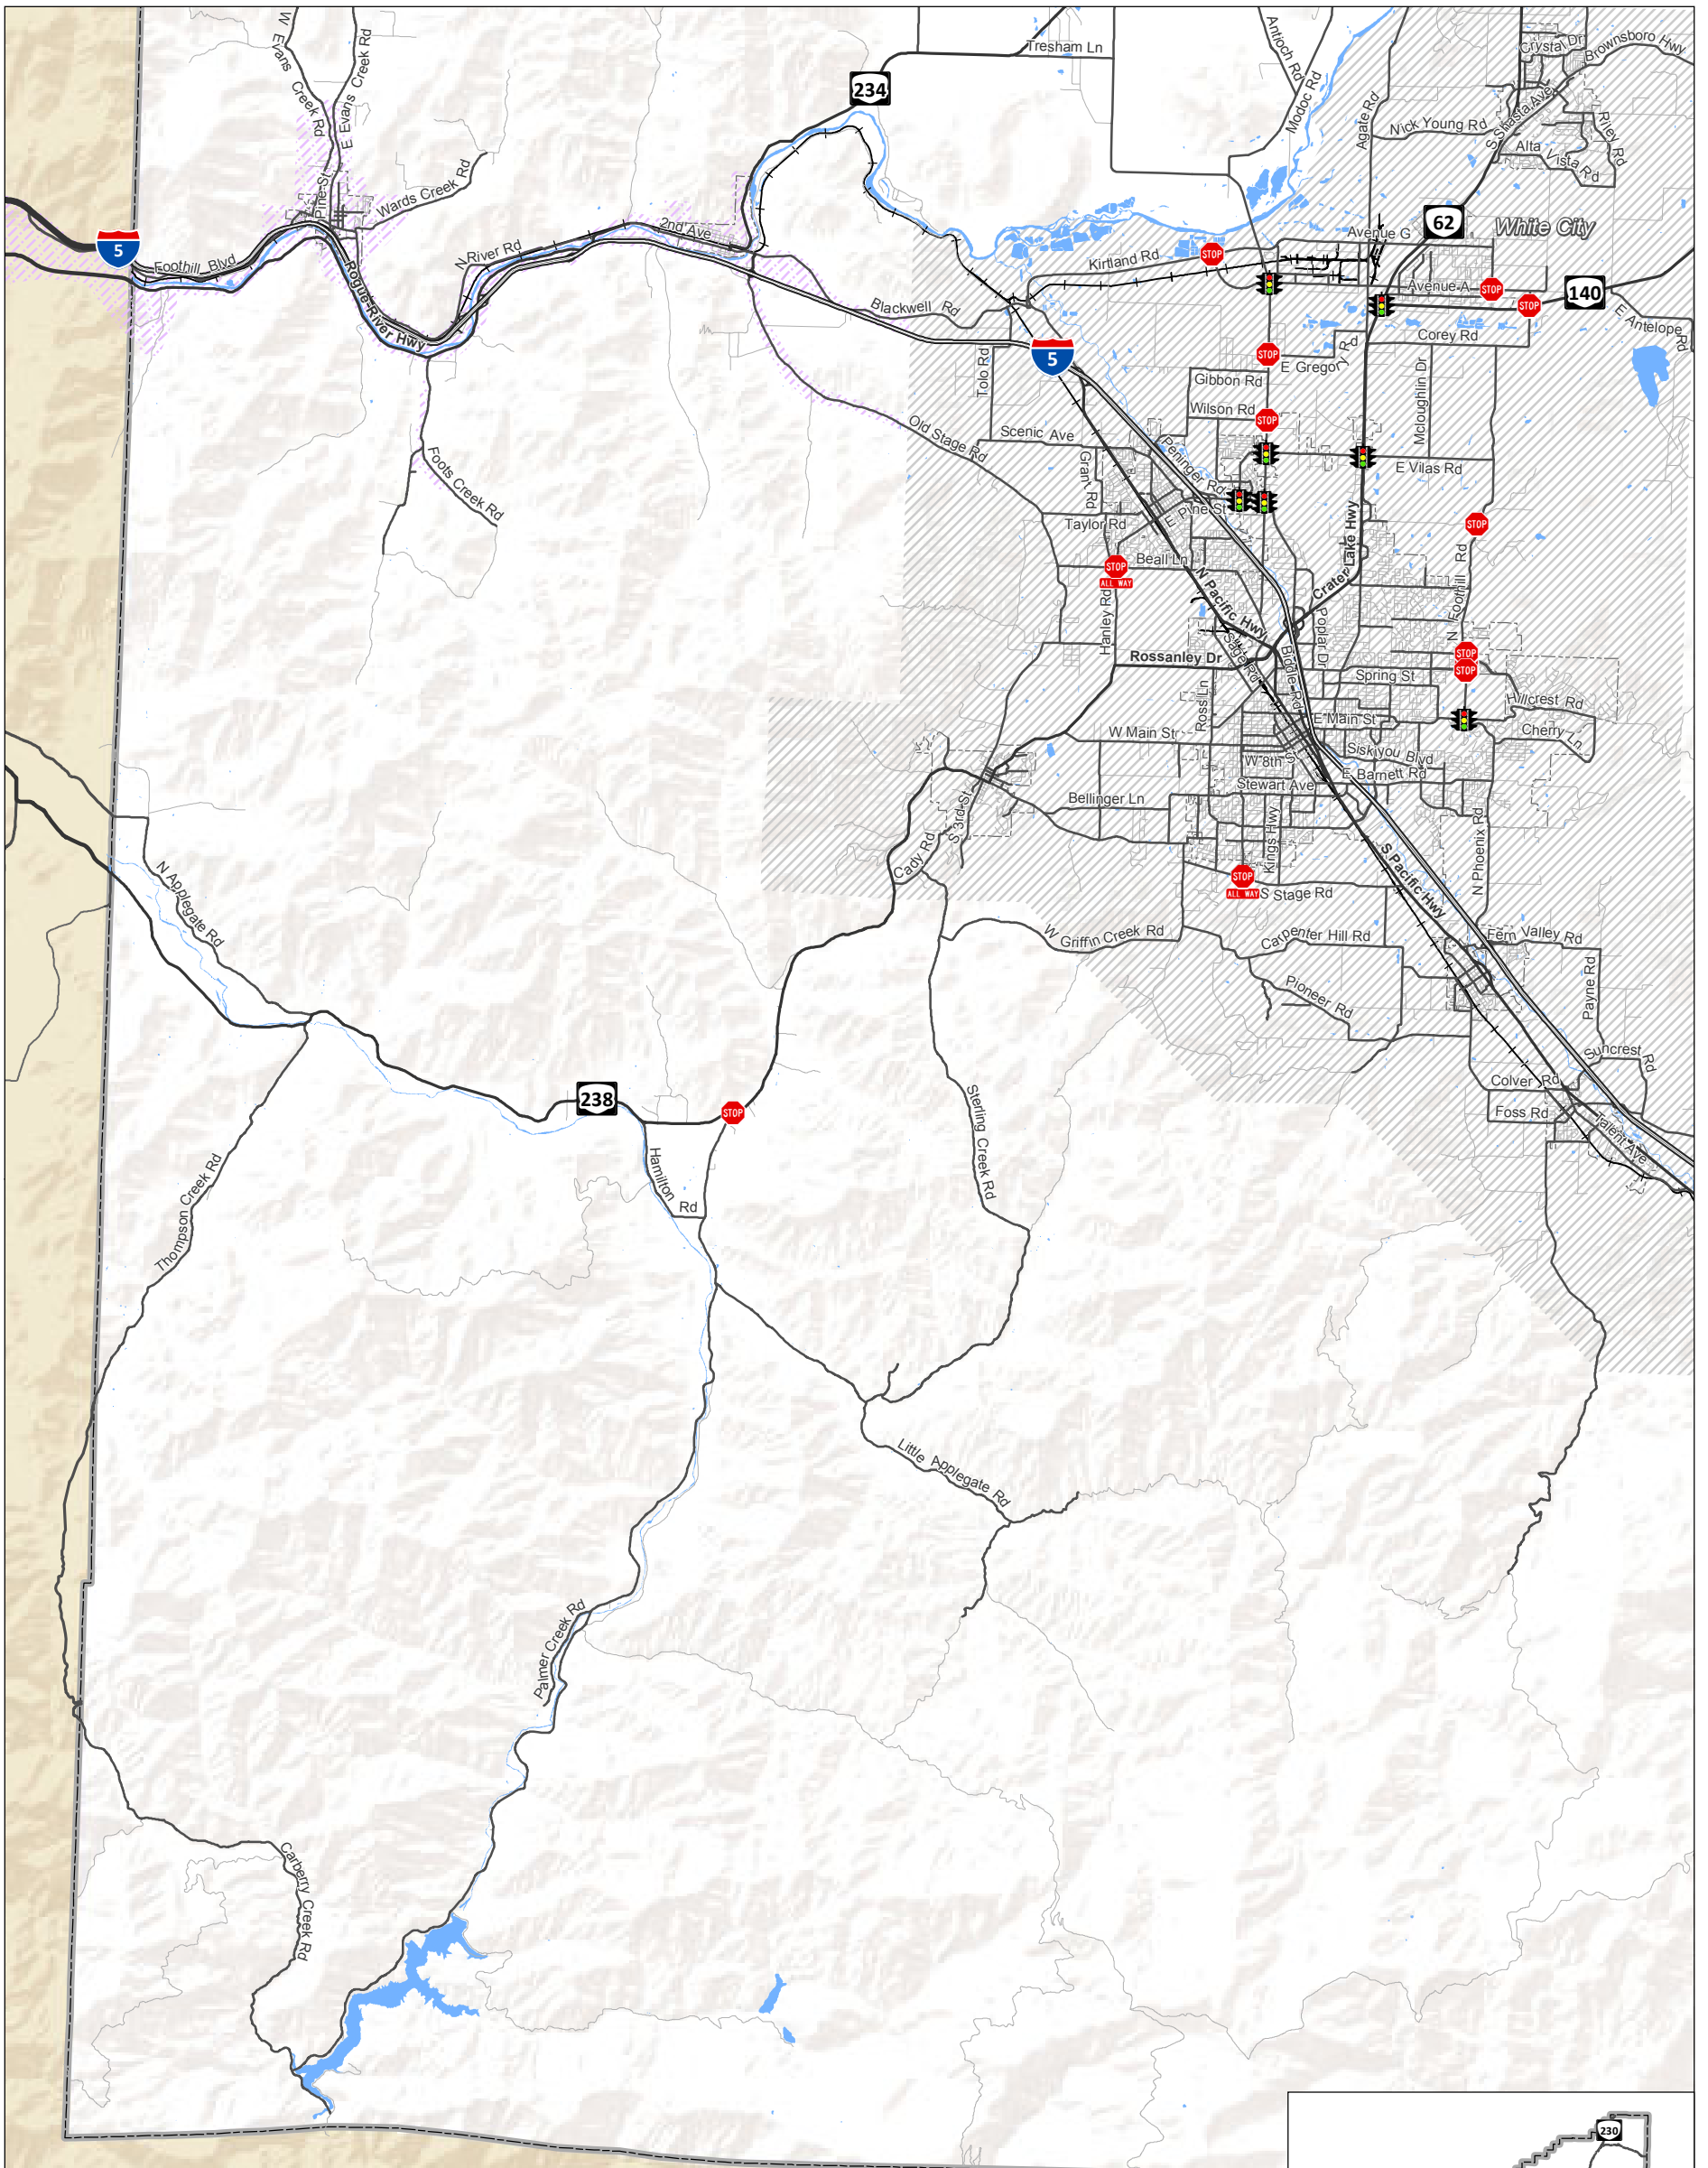 W Evans Creek Rd
E Evans Creek Rd
Pine St
Wards Creek Rd
Tresham Ln
234
Antioch Rd
Modoc Rd
Agate Rd
Crystal Dr
Brownsboro Hwy
Nick Young Rd
S Shasta Ave
Riley Rd
Alta Vista Rd
62
White City
5
Foothill Blvd
Rogue River Hwy
N River Rd
2nd Ave
Kirtland Rd
STOP
Avenue G
Avenue A
STOP
STOP
140
E Antelope Rd
Blackwell Rd
5
Tolo Rd
STOP
E Gregory Rd
Corey Rd
Gibbon Rd
Wilson Rd
STOP
Mcloughlin Dr
Old Stage Rd
Scenic Ave
Peninger Rd
E Vilas Rd
Foots Creek Rd
Grant Rd
E Pine St
Taylor Rd
Crater Lake Hwy
STOP
N Foothill Rd
STOP
ALL WAY
Beall Ln
N Pacific Hwy
Hanley Rd
Sage Rd
Biddle Rd
Poplar Dr
STOP
STOP
Rossanley Dr
Spring St
Ross Ln
Hillcrest Rd
E Main St
Cherry Ln
W Main St
Siskiyou Blvd
W 8th St
E Barnett Rd
Stewart Ave
Bellinger Ln
S 3rd St
Kings Hwy
N Phoenix Rd
Cady Rd
S Pacific Hwy
STOP
ALL WAY
S Stage Rd
N Applegate Rd
W Griffin Creek Rd
Carpenter Hill Rd
Fern Valley Rd
Pioneer Rd
Payne Rd
Suncrest Rd
Colver Rd
Foss Rd
Talent Ave
238
STOP
Sterling Creek Rd
Hamilton Rd
Thompson Creek Rd
Little Applegate Rd
Palmer Creek Rd
Carberry Creek Rd
230